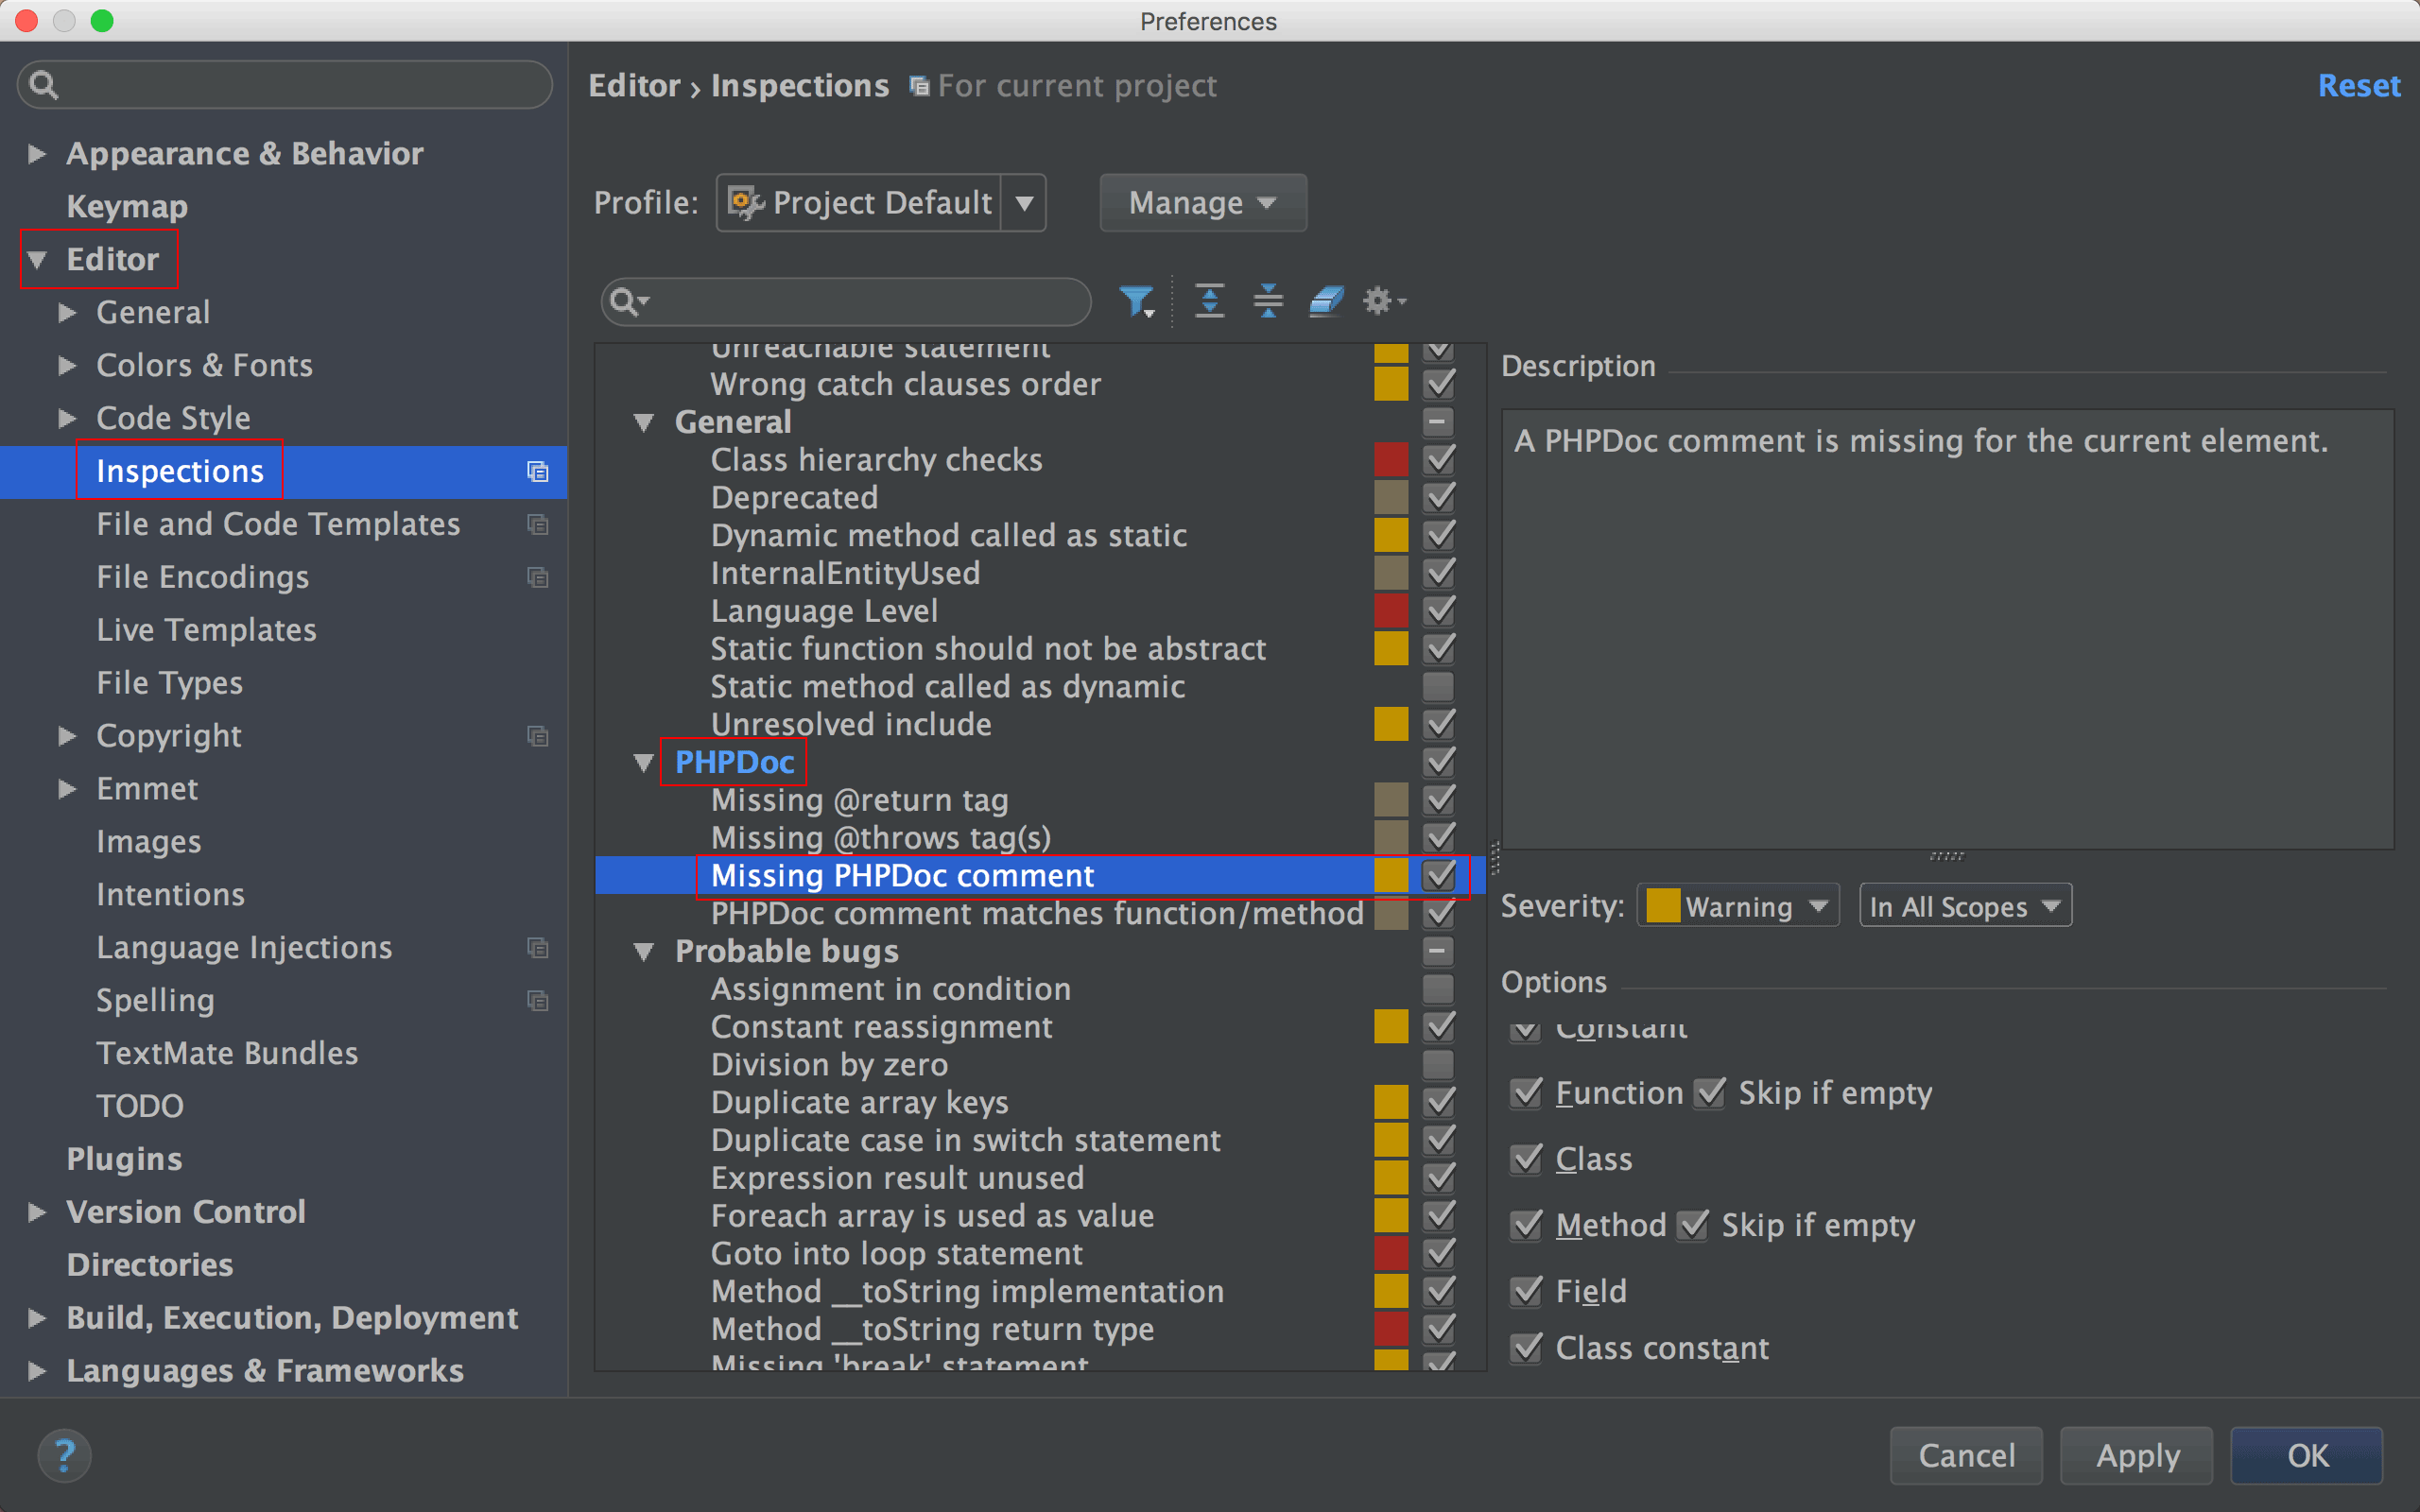 Preferences
Appearance & Behavior
Keymap
Editor
General
Colors & Fonts
Code Style
Inspections
File and Code Templates
File Encodings
Live Templates
File Types
Copyright
Emmet
Images
Intentions
Language Injections
Spelling
TextMate Bundles
TODO
Plugins
Version Control
Directories
Build, Execution, Deployment
Languages & Frameworks
Editor › Inspections For current project
Reset
Profile: Project Default Manage
Unreachable statement
Wrong catch clauses order
General
Class hierarchy checks
Deprecated
Dynamic method called as static
InternalEntityUsed
Language Level
Static function should not be abstract
Static method called as dynamic
Unresolved include
PHPDoc
Missing @return tag
Missing @throws tag(s)
Missing PHPDoc comment
PHPDoc comment matches function/method
Probable bugs
Assignment in condition
Constant reassignment
Division by zero
Duplicate array keys
Duplicate case in switch statement
Expression result unused
Foreach array is used as value
Goto into loop statement
Method __toString implementation
Method __toString return type
Missing 'break' statement
Description
A PHPDoc comment is missing for the current element.
Severity: Warning In All Scopes
Options
Constant
Function Skip if empty
Class
Method Skip if empty
Field
Class constant
?
Cancel Apply OK